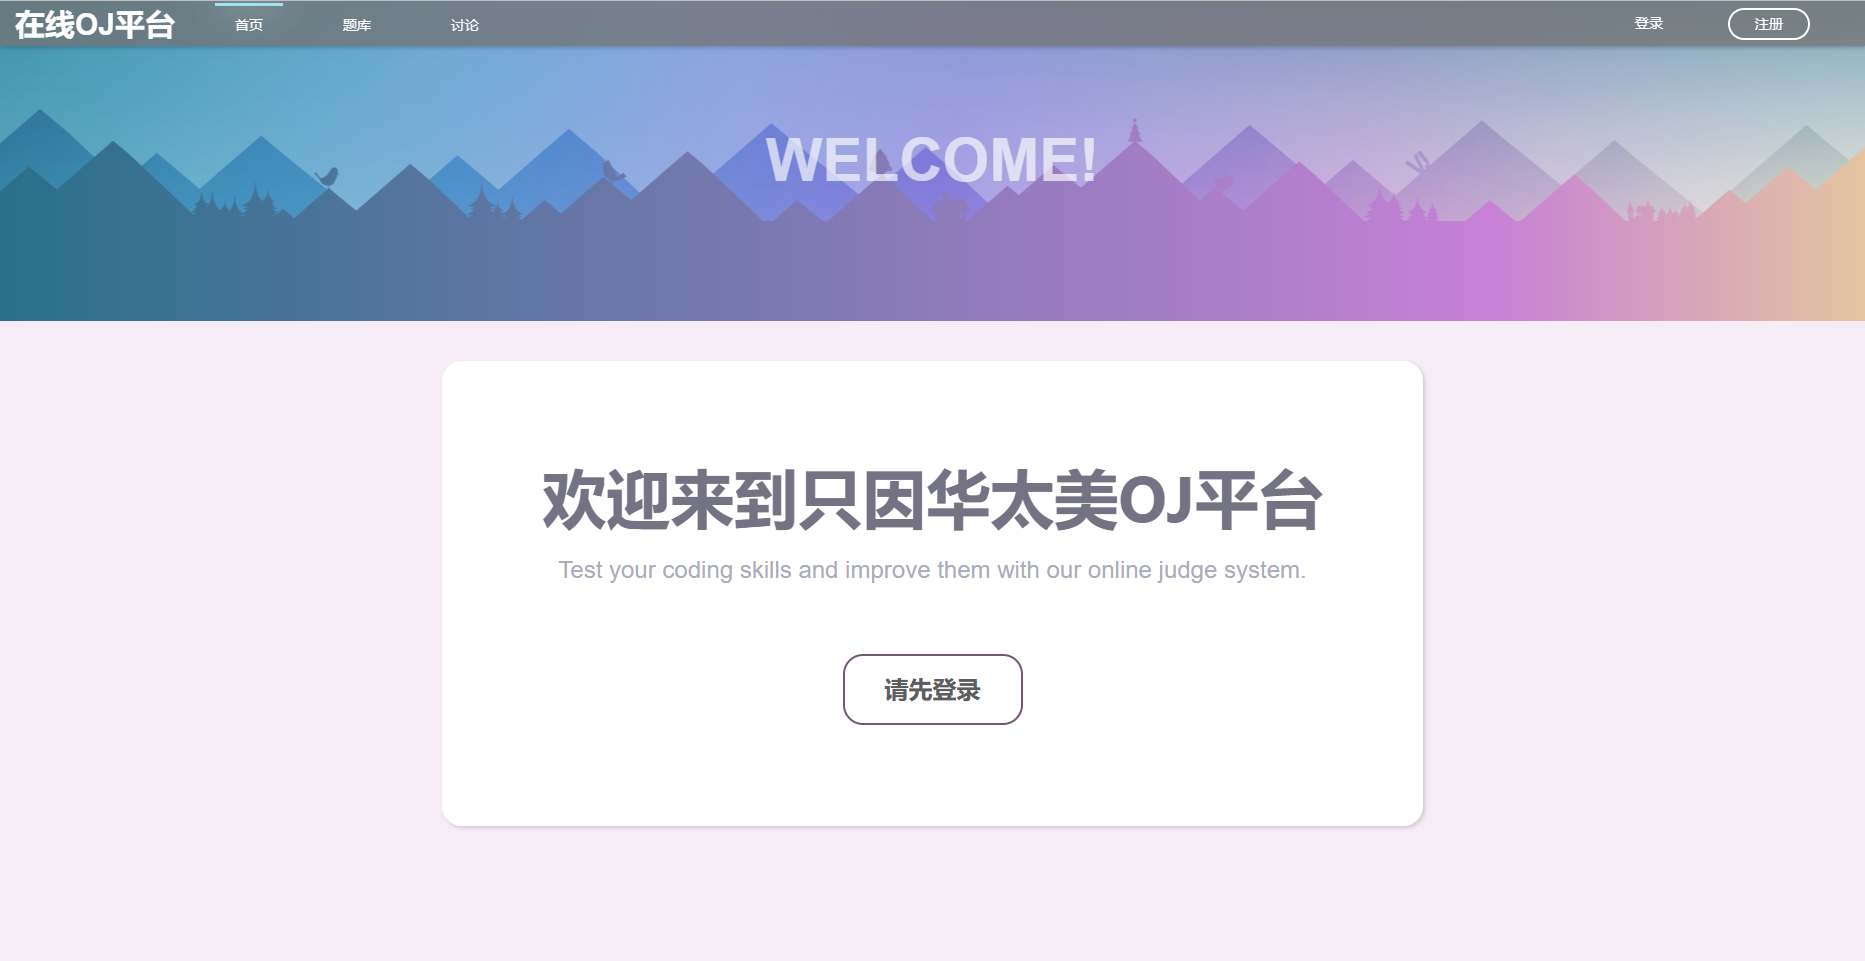 在线OJ平台 首页 题库 讨论 登录 注册
WELCOME!
欢迎来到只因华太美OJ平台
Test your coding skills and improve them with our online judge system.
请先登录